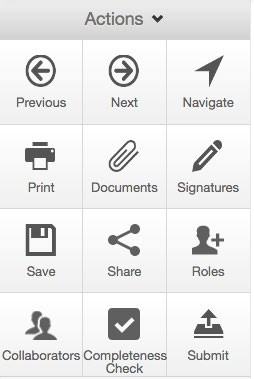 Actions
Previous Next Navigate
Print Documents Signatures
Save Share Roles
Collaborators Completeness Submit
Check